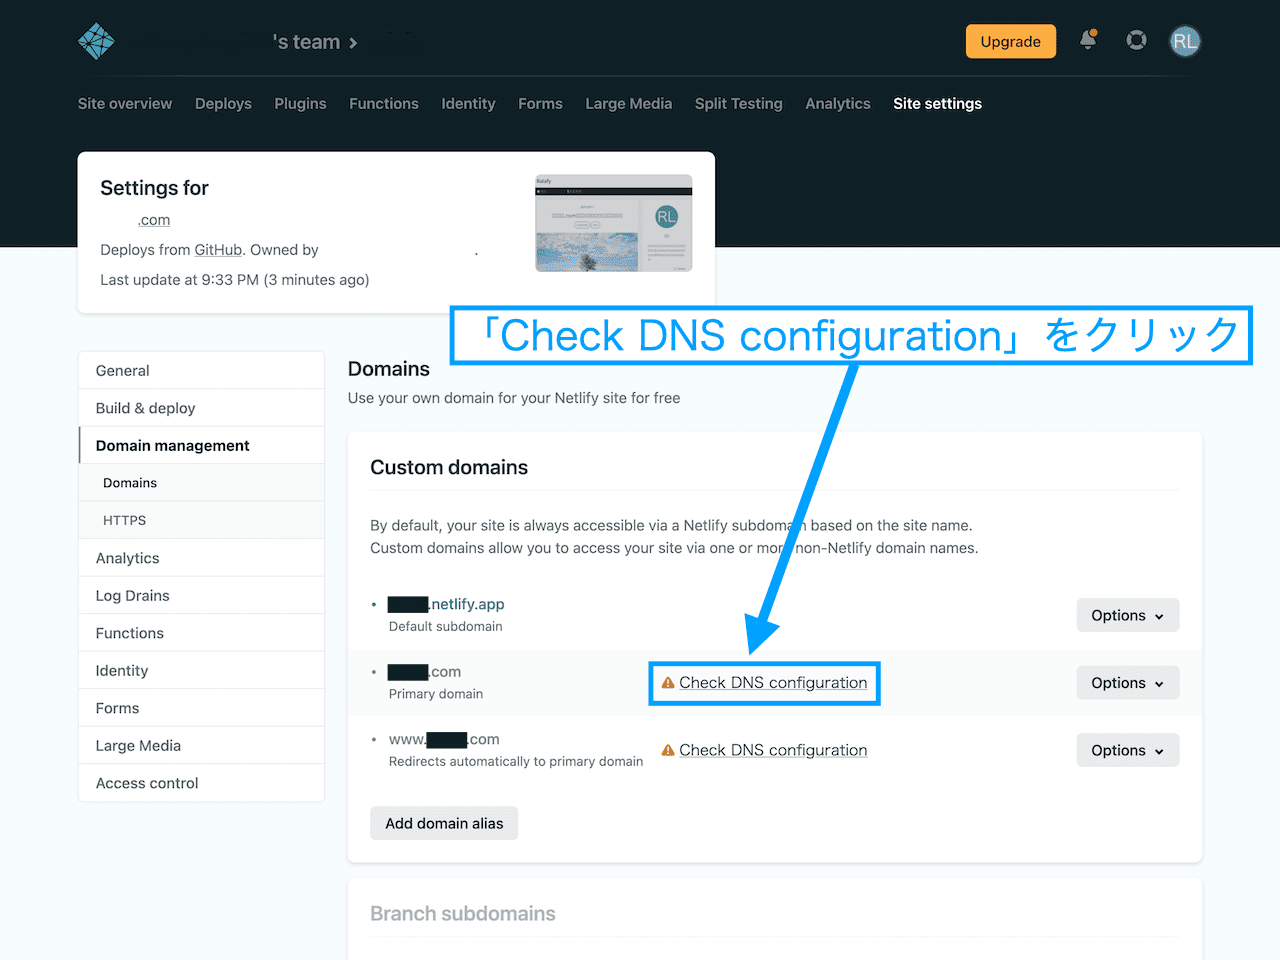 's team
Upgrade
RL
Site overview Deploys Plugins Functions Identity Forms Large Media Split Testing Analytics Site settings
Settings for
.com
Deploys from GitHub. Owned by .
Last update at 9:33 PM (3 minutes ago)
RL
「Check DNS configuration」をクリック
General
Build & deploy
Domain management
Domains
HTTPS
Analytics
Log Drains
Functions
Identity
Forms
Large Media
Access control
Domains
Use your own domain for your Netlify site for free
Custom domains
By default, your site is always accessible via a Netlify subdomain based on the site name.
Custom domains allow you to access your site via one or more non-Netlify domain names.
.netlify.app
Default subdomain
Options
.com
Primary domain
Check DNS configuration
Options
www. .com
Redirects automatically to primary domain
Check DNS configuration
Options
Add domain alias
Branch subdomains